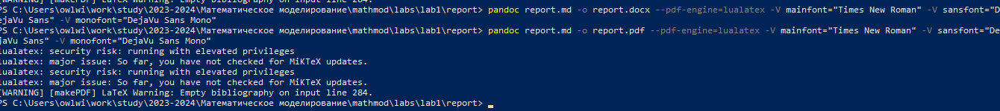 [WARNING] [makePDF] LaTeX Warning: Empty bibliography on input line 284.
PS C:\Users\owlwi\work\study\2023-2024\Математическое моделирование\mathmod\labs\lab1\report> pandoc report.md -o report.docx --pdf-engine=lualatex -V mainfont="Times New Roman" -V sansfont="D
ejaVu Sans" -V monofont="DejaVu Sans Mono"
PS C:\Users\owlwi\work\study\2023-2024\Математическое моделирование\mathmod\labs\lab1\report> pandoc report.md -o report.pdf --pdf-engine=lualatex -V mainfont="Times New Roman" -V sansfont="De
jaVu Sans" -V monofont="DejaVu Sans Mono"
lualatex: security risk: running with elevated privileges
lualatex: major issue: So far, you have not checked for MiKTeX updates.
lualatex: security risk: running with elevated privileges
lualatex: major issue: So far, you have not checked for MiKTeX updates.
[WARNING] [makePDF] LaTeX Warning: Empty bibliography on input line 284.
PS C:\Users\owlwi\work\study\2023-2024\Математическое моделирование\mathmod\labs\lab1\report>